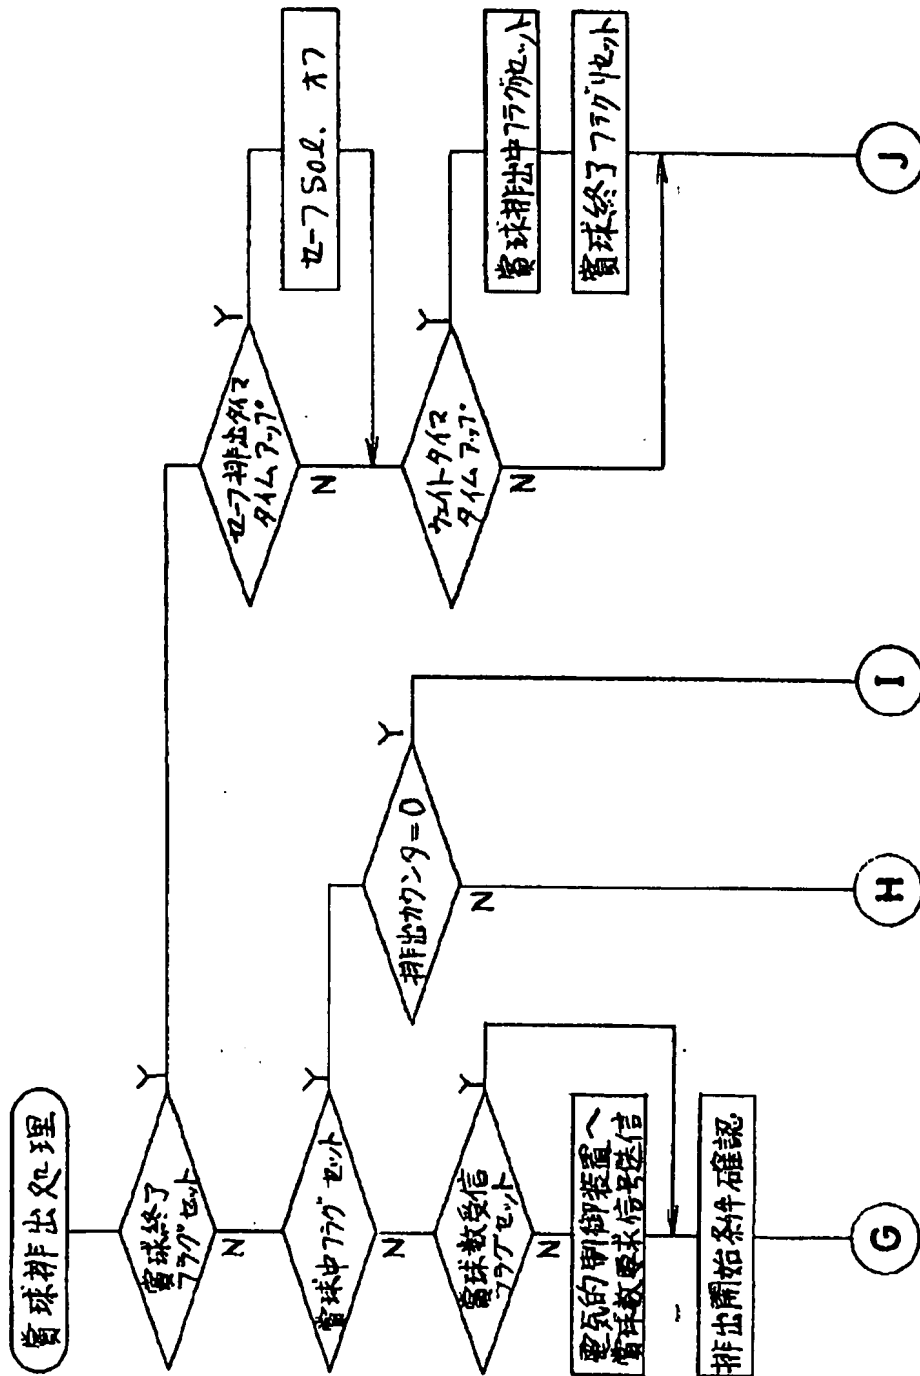 賞球排出処理
賞球終了
フラグセット
Y
N
賞球中フラグセット
Y
N
賞球数受信
フラグセット
Y
N
電気的制御装置へ
賞球数要求信号送信
排出開始条件確認
G
排出カウンタ=0
Y
N
H
I
セーフ排出タイマ
タイムアップ
Y
N
セーフSOL. オフ
ウェイトタイマ
タイムアップ
Y
N
賞球排出中フラグセット
賞球終了フラグリセット
J